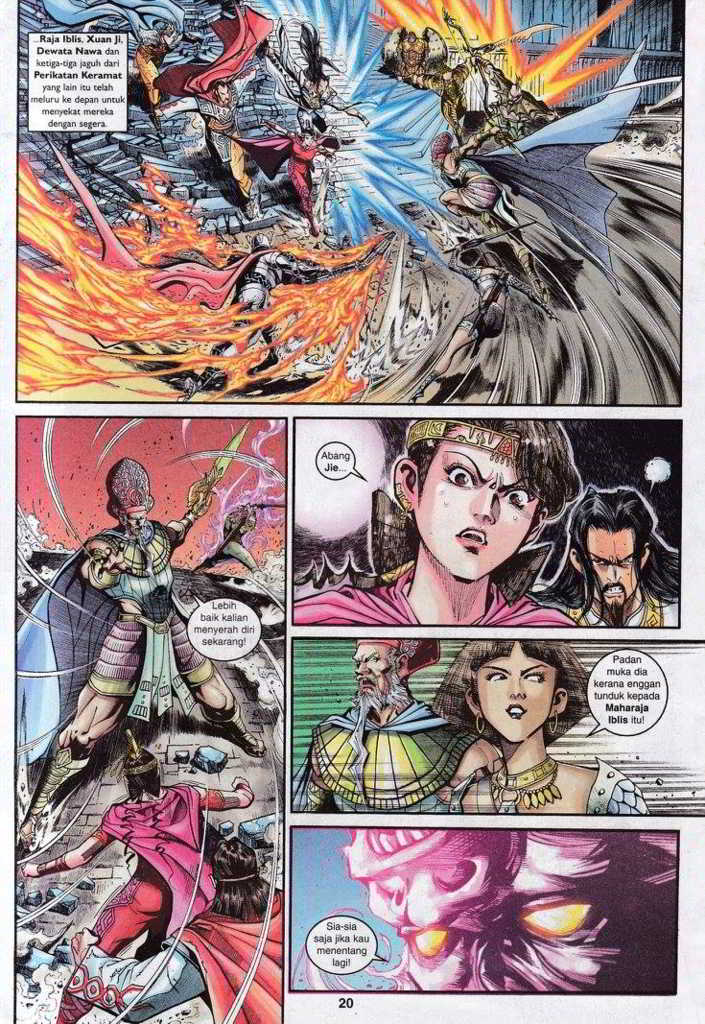 ...Raja Iblis, Xuan Ji,
Dewata Nawa dan
ketiga-tiga jaguh dari
Perikatan Keramat
yang lain itu telah
meluru ke depan untuk
menyekat mereka
dengan segera.
Abang
Jie...
Lebih
baik kalian
menyerah diri
sekarang!
Padan
muka dia
kerana enggan
tunduk kepada
Maharaja
Iblis itu!
Sia-sia
saja jika kau
menentang
lagi!
20